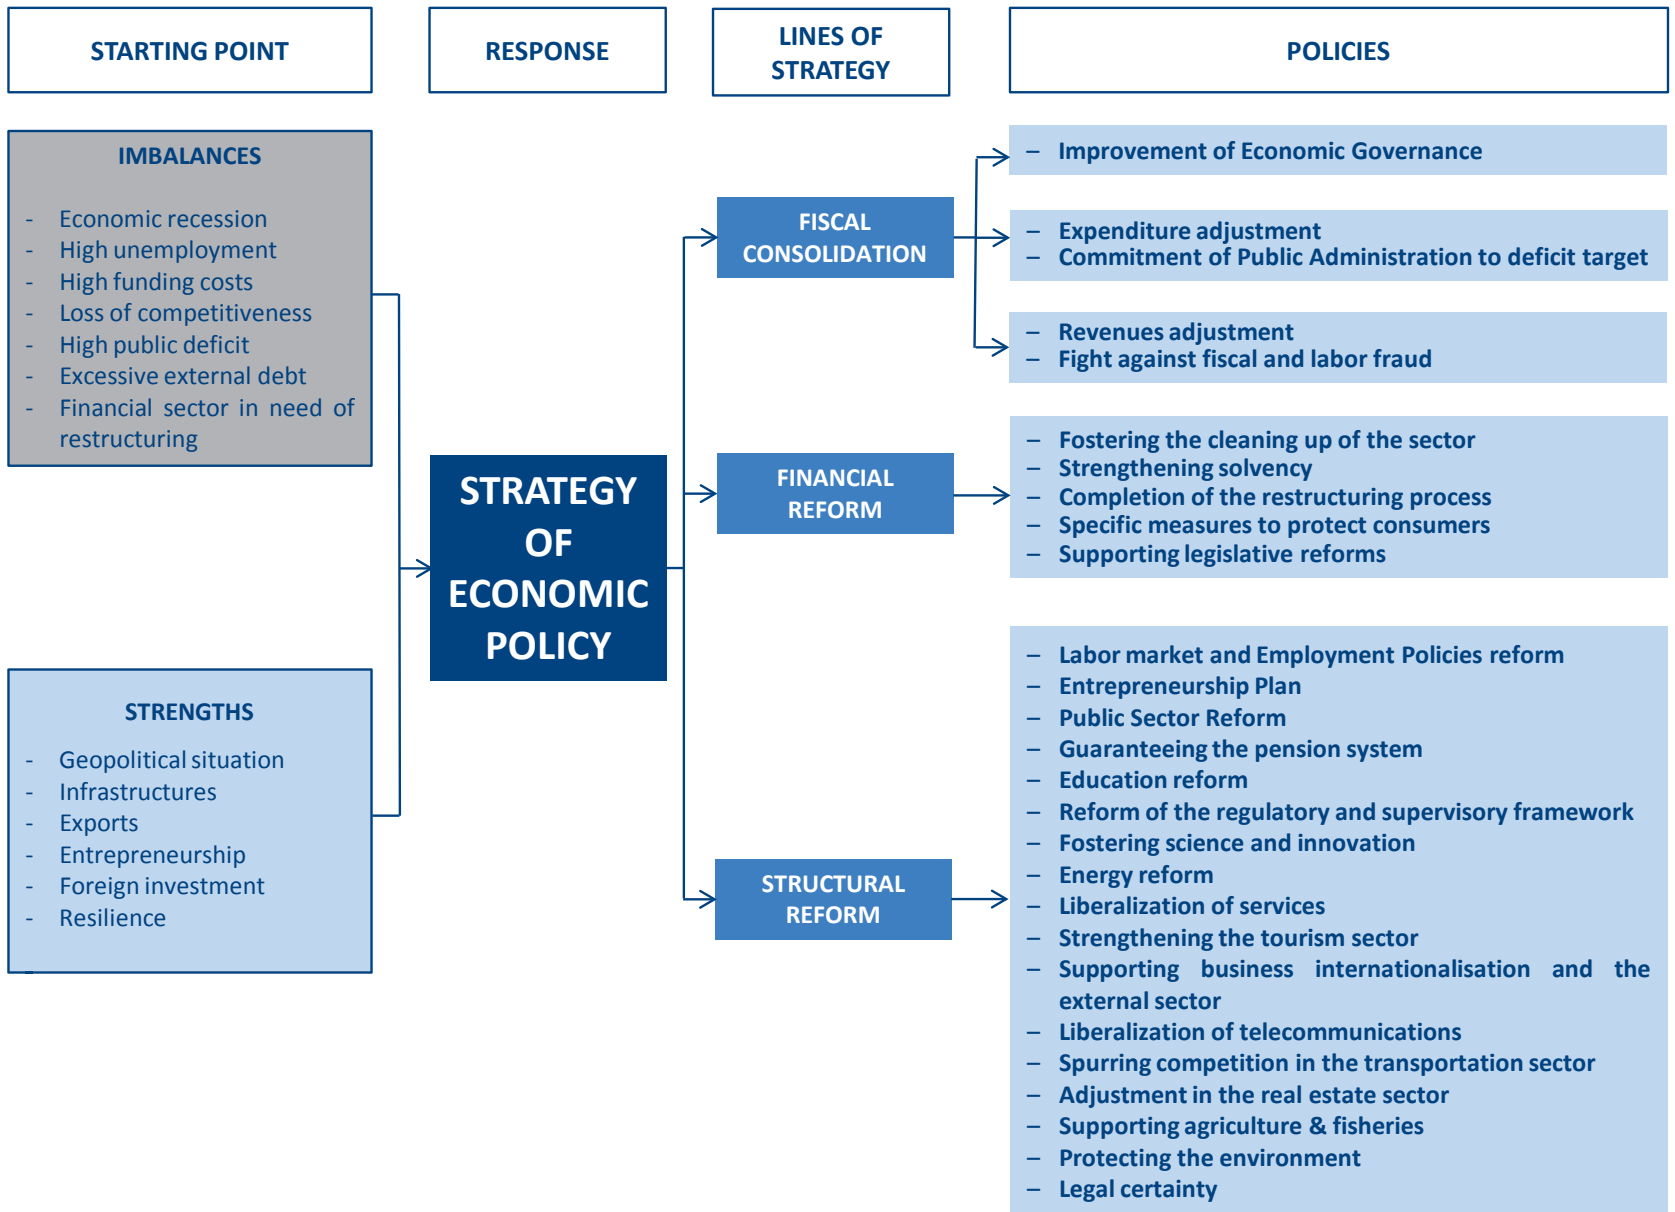 STARTING POINT
RESPONSE
LINES OF
STRATEGY
POLICIES
IMBALANCES
- Economic recession
- High unemployment
- High funding costs
- Loss of competitiveness
- High public deficit
- Excessive external debt
- Financial sector in need of
restructuring
STRENGTHS
- Geopolitical situation
- Infrastructures
- Exports
- Entrepreneurship
- Foreign investment
- Resilience
-
STRATEGY
OF
ECONOMIC
POLICY
FISCAL
CONSOLIDATION
FINANCIAL
REFORM
STRUCTURAL
REFORM
– Improvement of Economic Governance
– Expenditure adjustment
– Commitment of Public Administration to deficit target
– Revenues adjustment
– Fight against fiscal and labor fraud
– Fostering the cleaning up of the sector
– Strengthening solvency
– Completion of the restructuring process
– Specific measures to protect consumers
– Supporting legislative reforms
– Labor market and Employment Policies reform
– Entrepreneurship Plan
– Public Sector Reform
– Guaranteeing the pension system
– Education reform
– Reform of the regulatory and supervisory framework
– Fostering science and innovation
– Energy reform
– Liberalization of services
– Strengthening the tourism sector
– Supporting business internationalisation and the
external sector
– Liberalization of telecommunications
– Spurring competition in the transportation sector
– Adjustment in the real estate sector
– Supporting agriculture & fisheries
– Protecting the environment
– Legal certainty